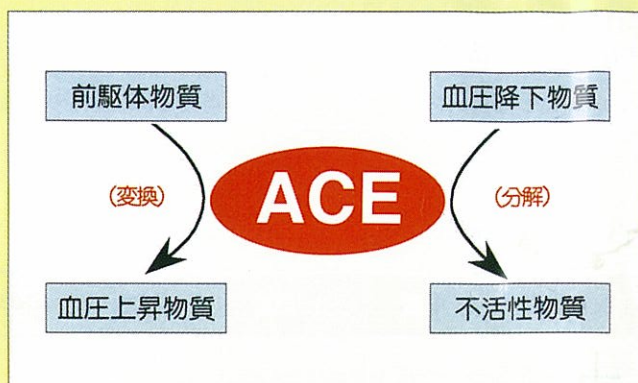 前駆体物質
血圧降下物質
(変換)
ACE
(分解)
血圧上昇物質
不活性物質